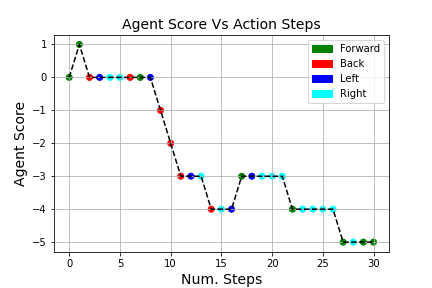 Agent Score Vs Action Steps
Agent Score
1
0
−1
−2
−3
−4
−5
Forward
Back
Left
Right
0 5 10 15 20 25 30
Num. Steps